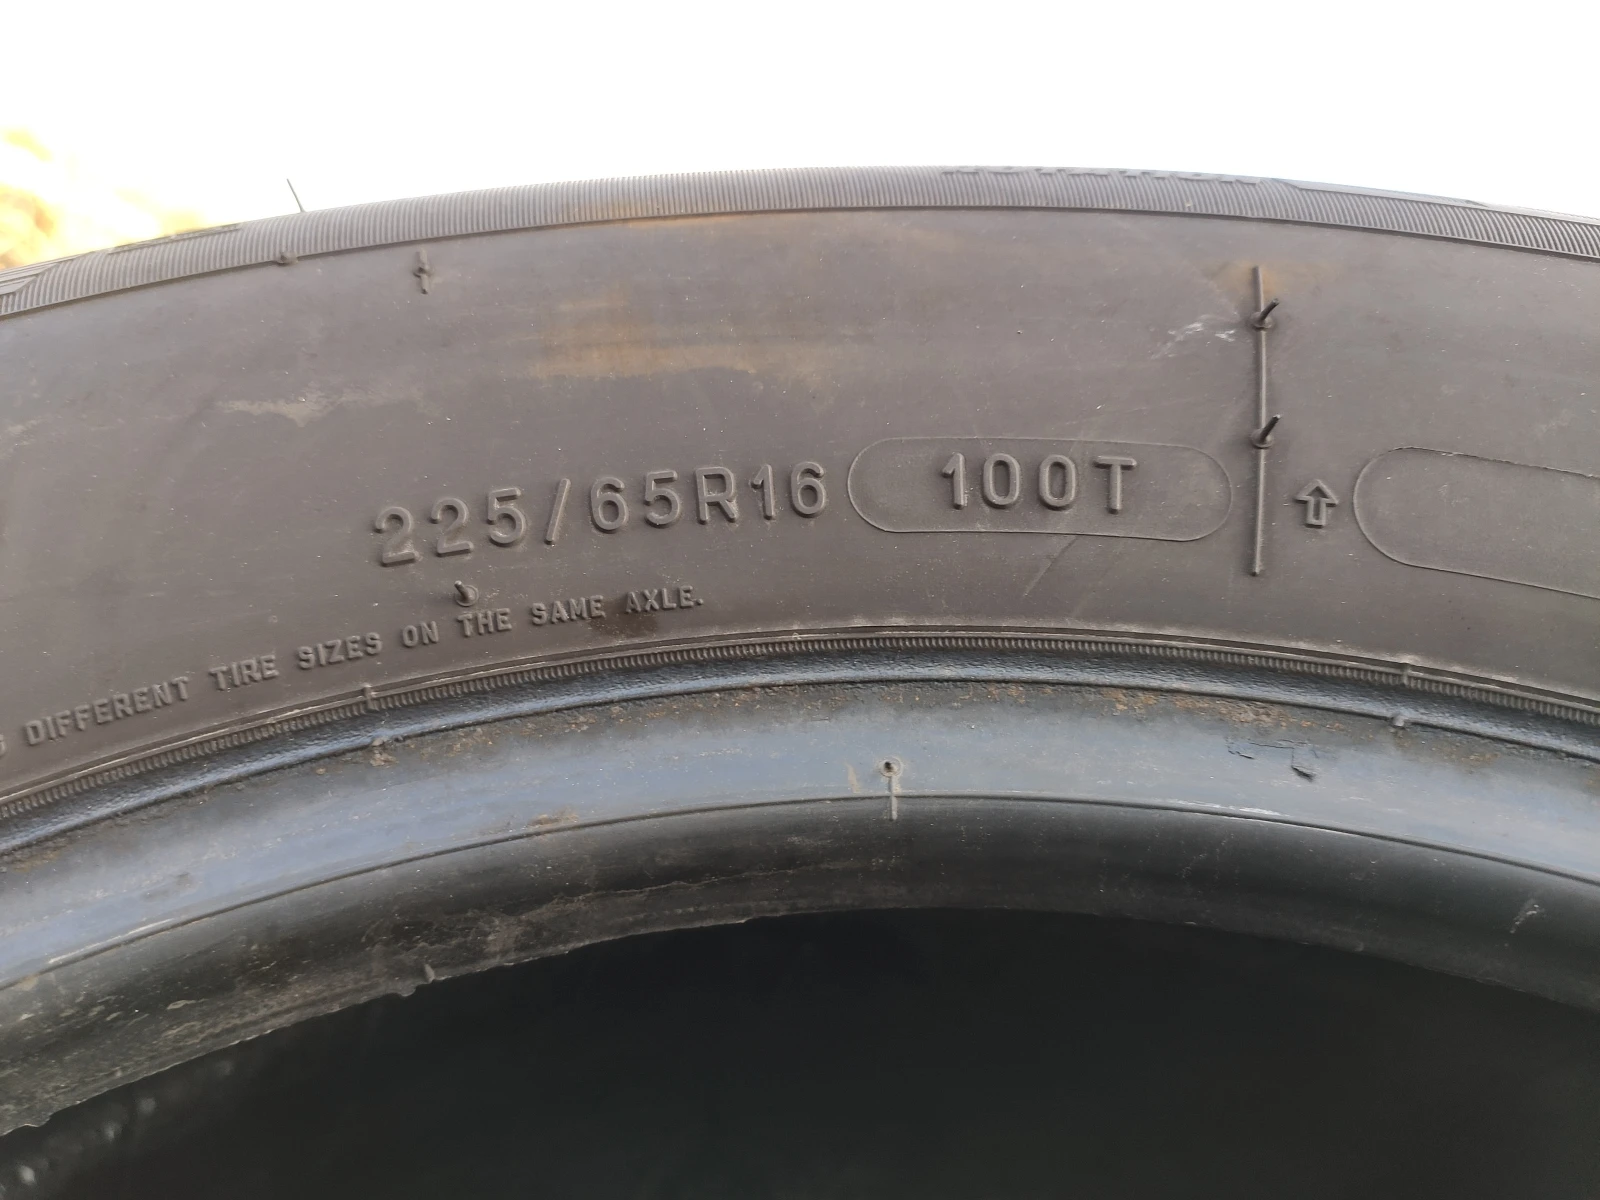 225/65R16 100T
DIFFERENT TIRE SIZES ON THE SAME AXLE.